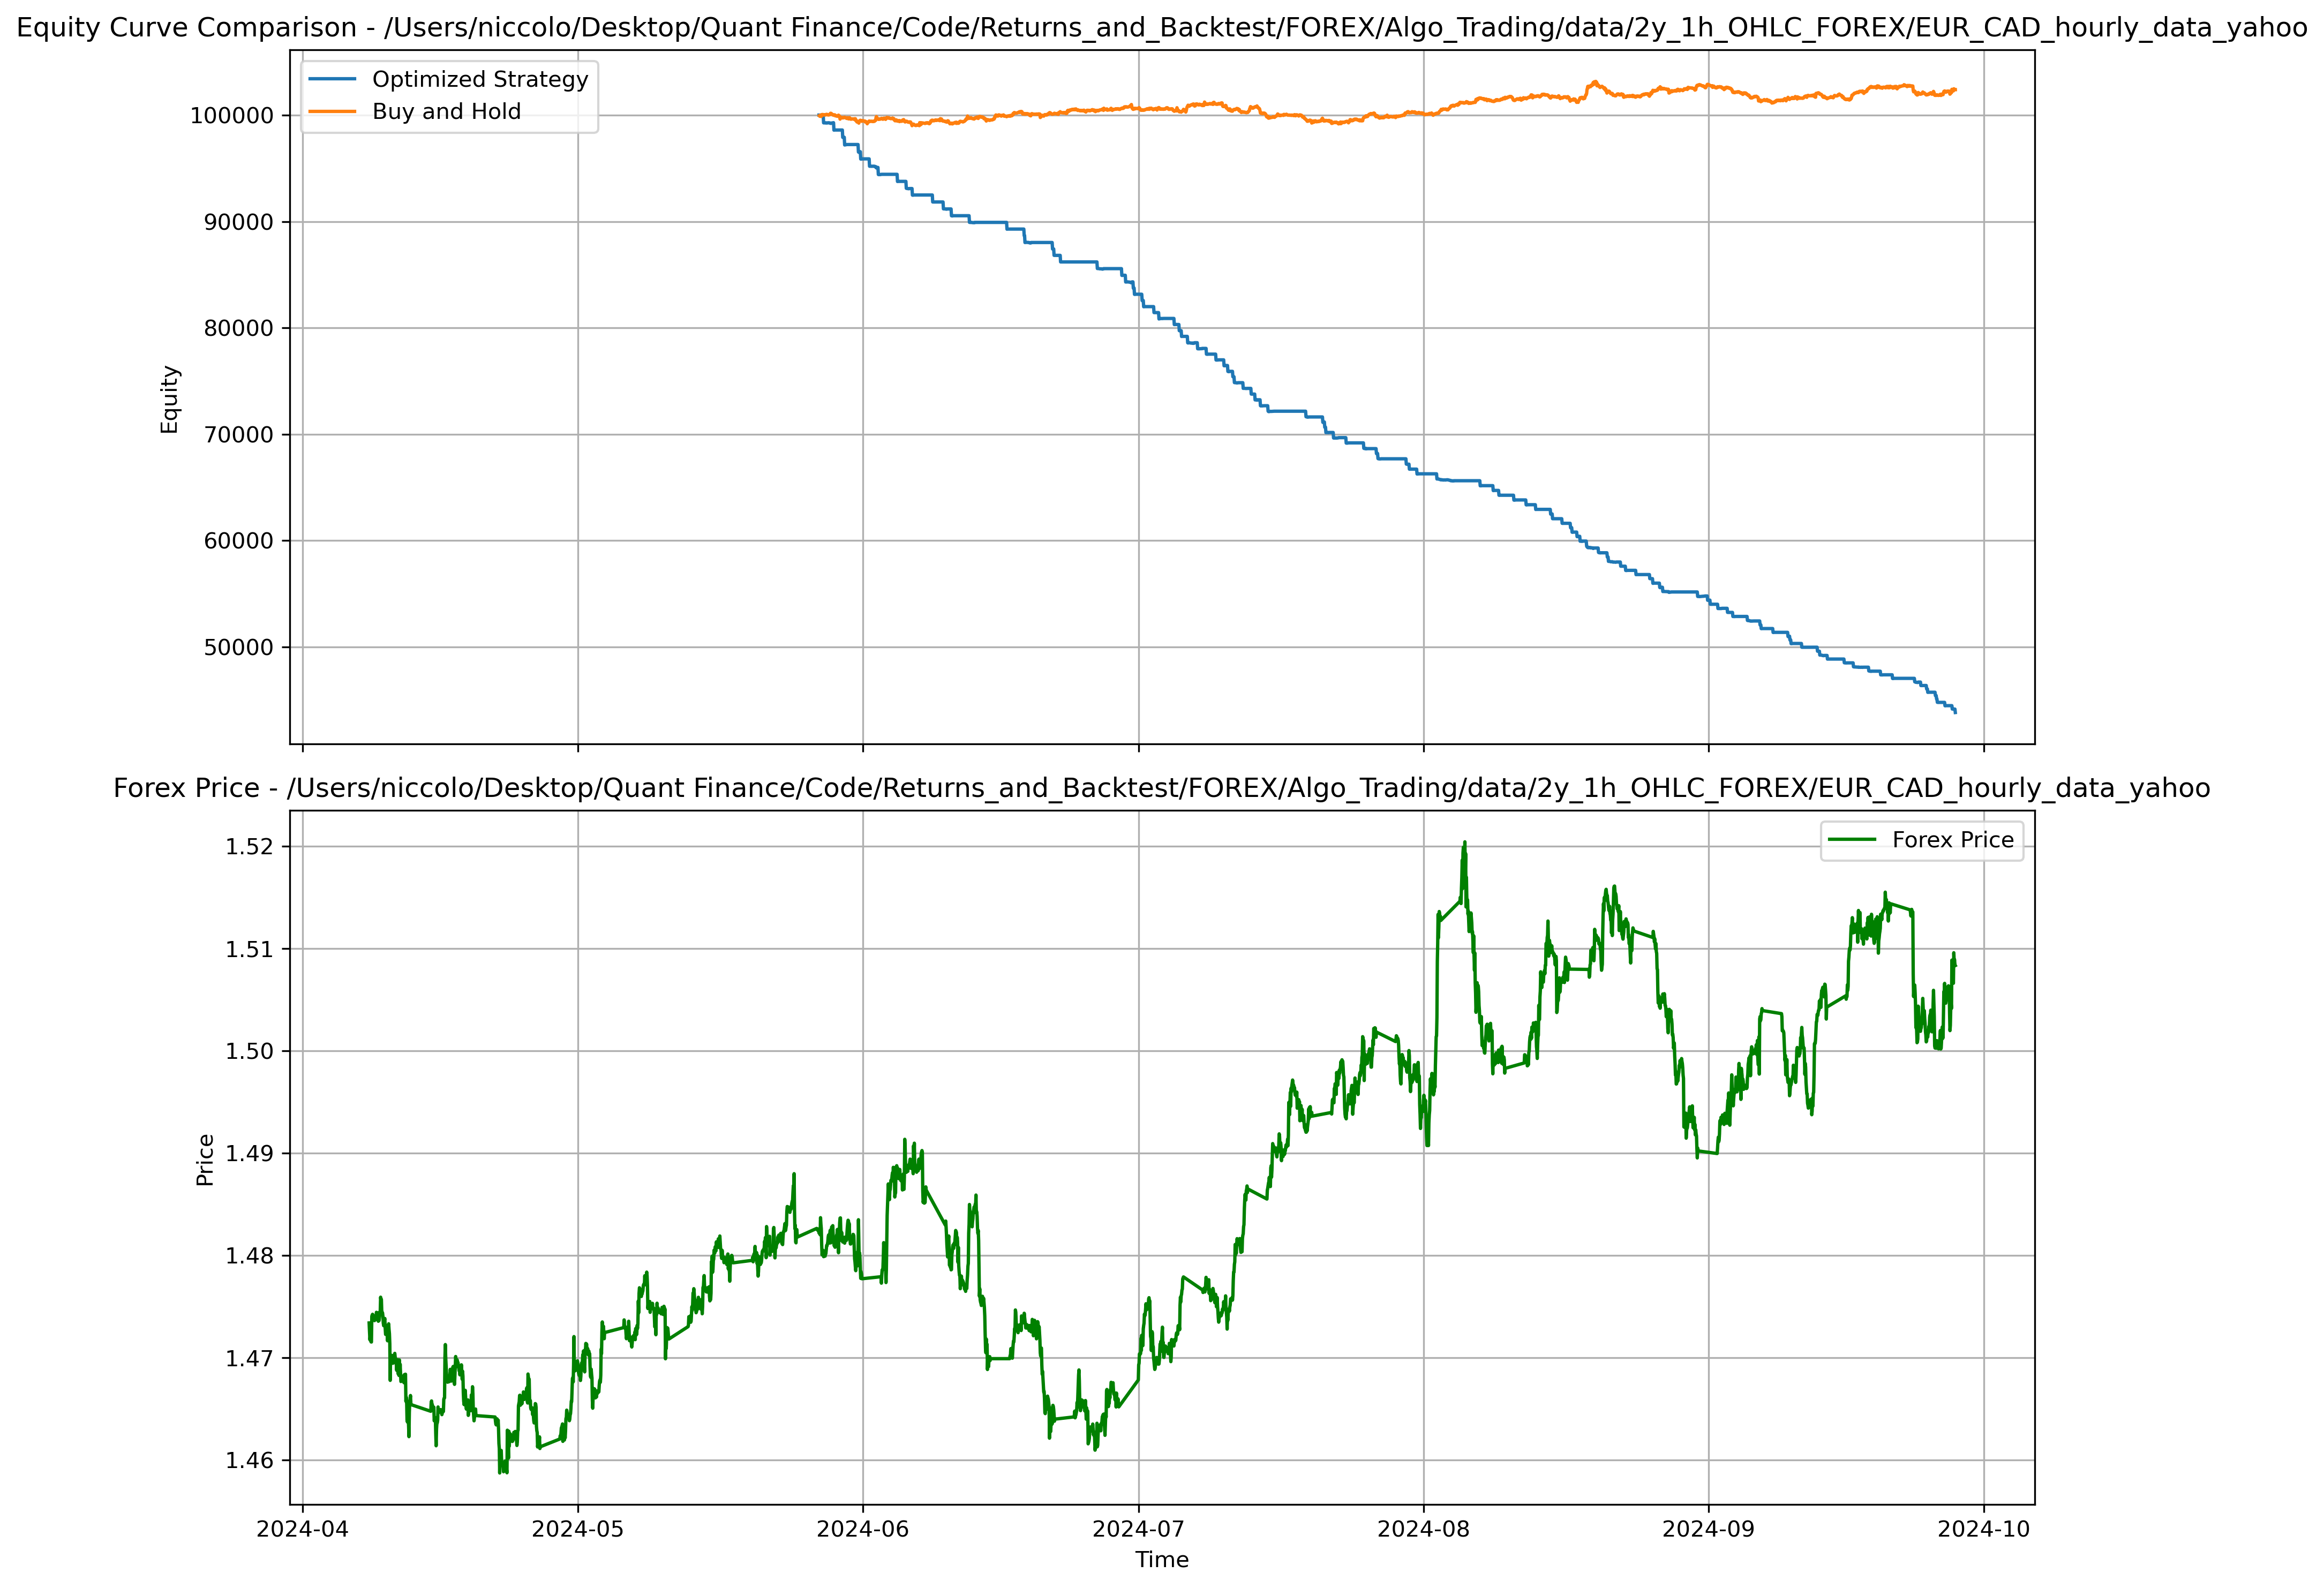 Equity Curve Comparison - /Users/niccolo/Desktop/Quant Finance/Code/Returns_and_Backtest/FOREX/Algo_Trading/data/2y_1h_OHLC_FOREX/EUR_CAD_hourly_data_yahoo
Optimized Strategy
Buy and Hold
100000
90000
80000
70000
60000
50000
Equity
Forex Price - /Users/niccolo/Desktop/Quant Finance/Code/Returns_and_Backtest/FOREX/Algo_Trading/data/2y_1h_OHLC_FOREX/EUR_CAD_hourly_data_yahoo
Forex Price
1.52
1.51
1.50
1.49
1.48
1.47
1.46
Price
2024-04 2024-05 2024-06 2024-07 2024-08 2024-09 2024-10
Time